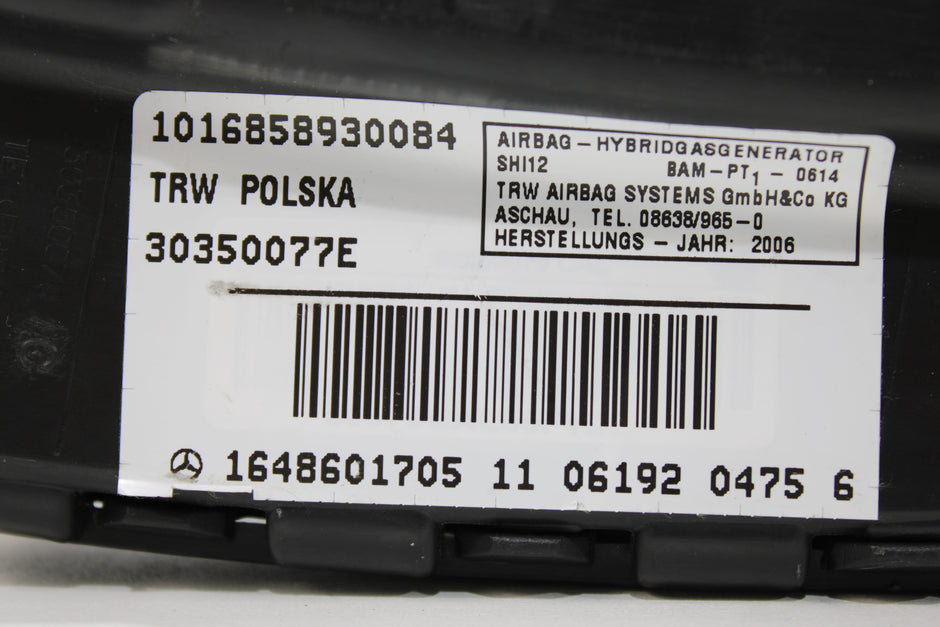 1016858930084
TRW POLSKA
30350077E
AIRBAG - HYBRIDGASGENERATOR
SHI12 BAM-PT1 - 0614
TRW AIRBAG SYSTEMS GmbH&Co KG
ASCHAU, TEL. 08638/965-0
HERSTELLUNGS - JAHR: 2006
1648601705 11 06192 0475 6